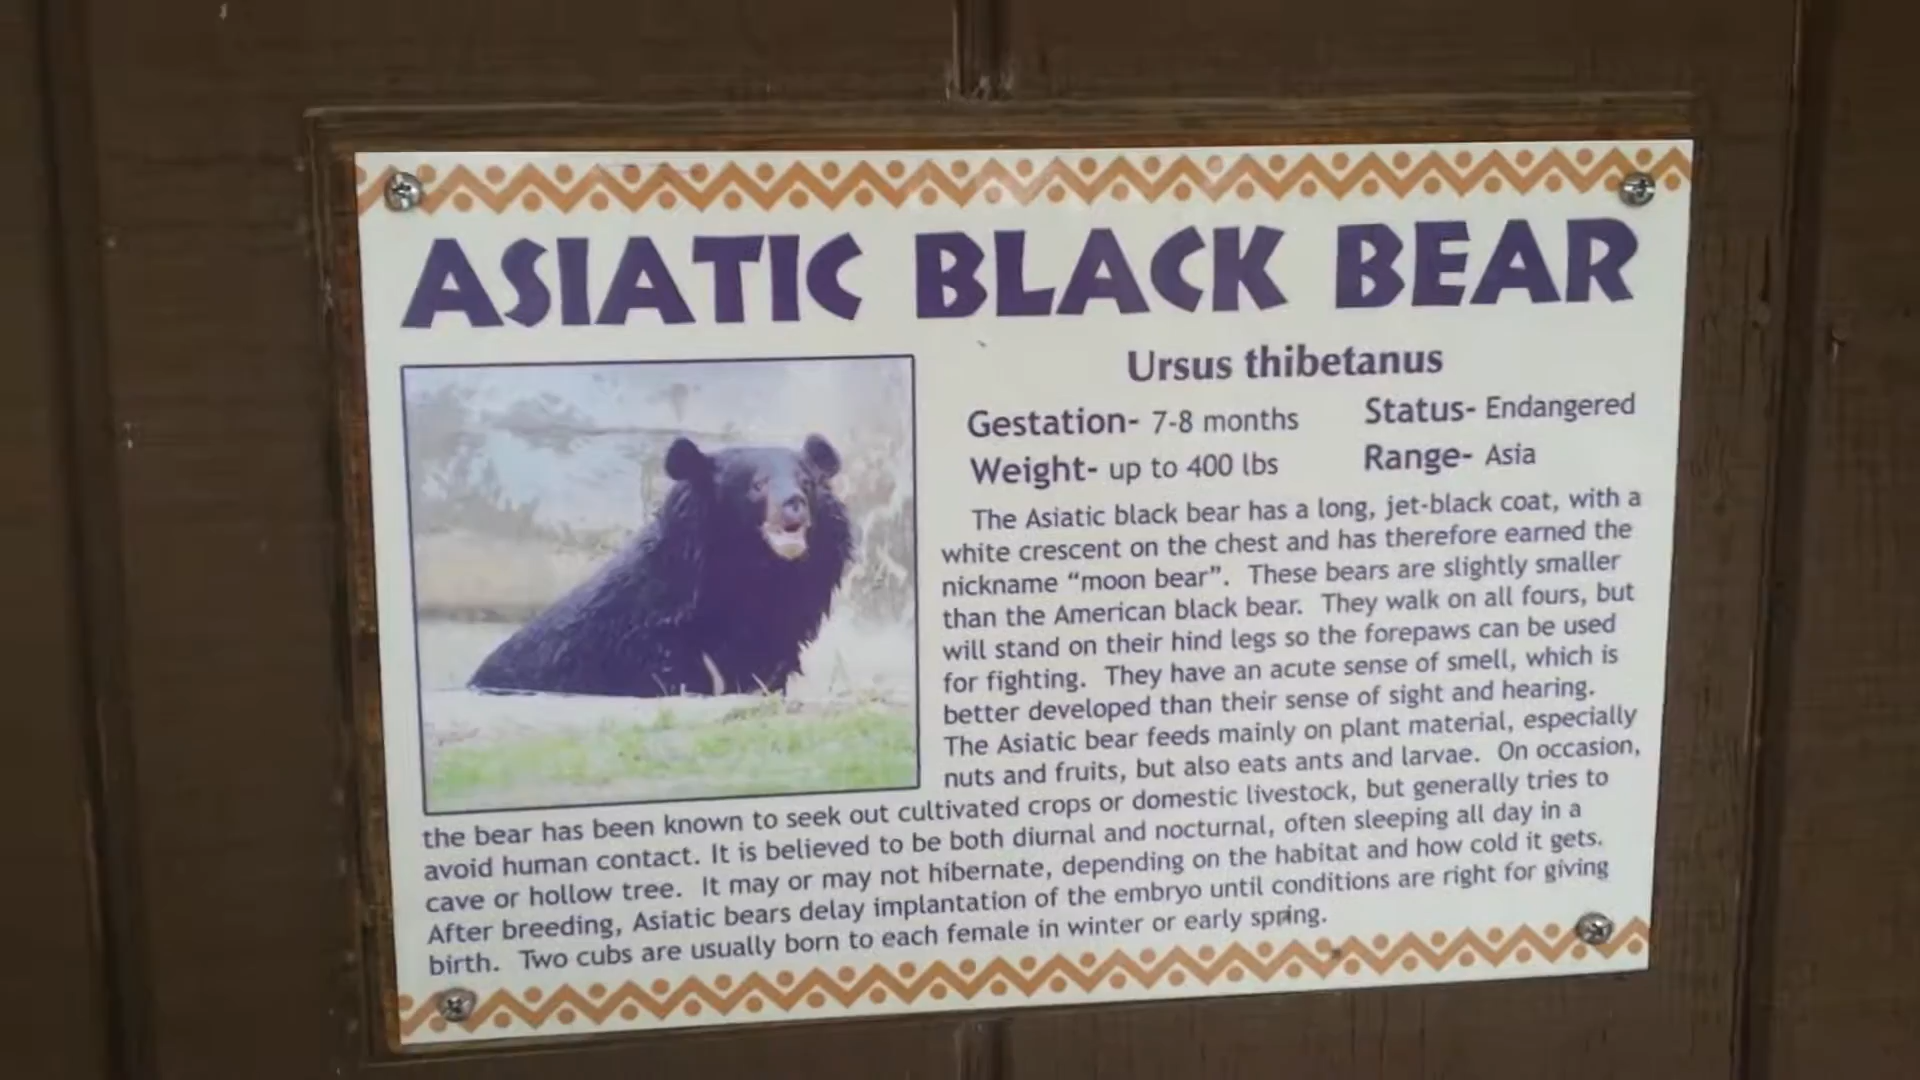 ASIATIC BLACK BEAR
Ursus thibetanus
Gestation- 7-8 months
Status- Endangered
Weight- up to 400 lbs
Range- Asia
The Asiatic black bear has a long, jet-black coat, with a
white crescent on the chest and has therefore earned the
nickname “moon bear”. These bears are slightly smaller
than the American black bear. They walk on all fours, but
will stand on their hind legs so the forepaws can be used
for fighting. They have an acute sense of smell, which is
better developed than their sense of sight and hearing.
The Asiatic bear feeds mainly on plant material, especially
nuts and fruits, but also eats ants and larvae. On occasion,
the bear has been known to seek out cultivated crops or domestic livestock, but generally tries to
avoid human contact. It is believed to be both diurnal and nocturnal, often sleeping all day in a
cave or hollow tree. It may or may not hibernate, depending on the habitat and how cold it gets.
After breeding, Asiatic bears delay implantation of the embryo until conditions are right for giving
birth. Two cubs are usually born to each female in winter or early spring.